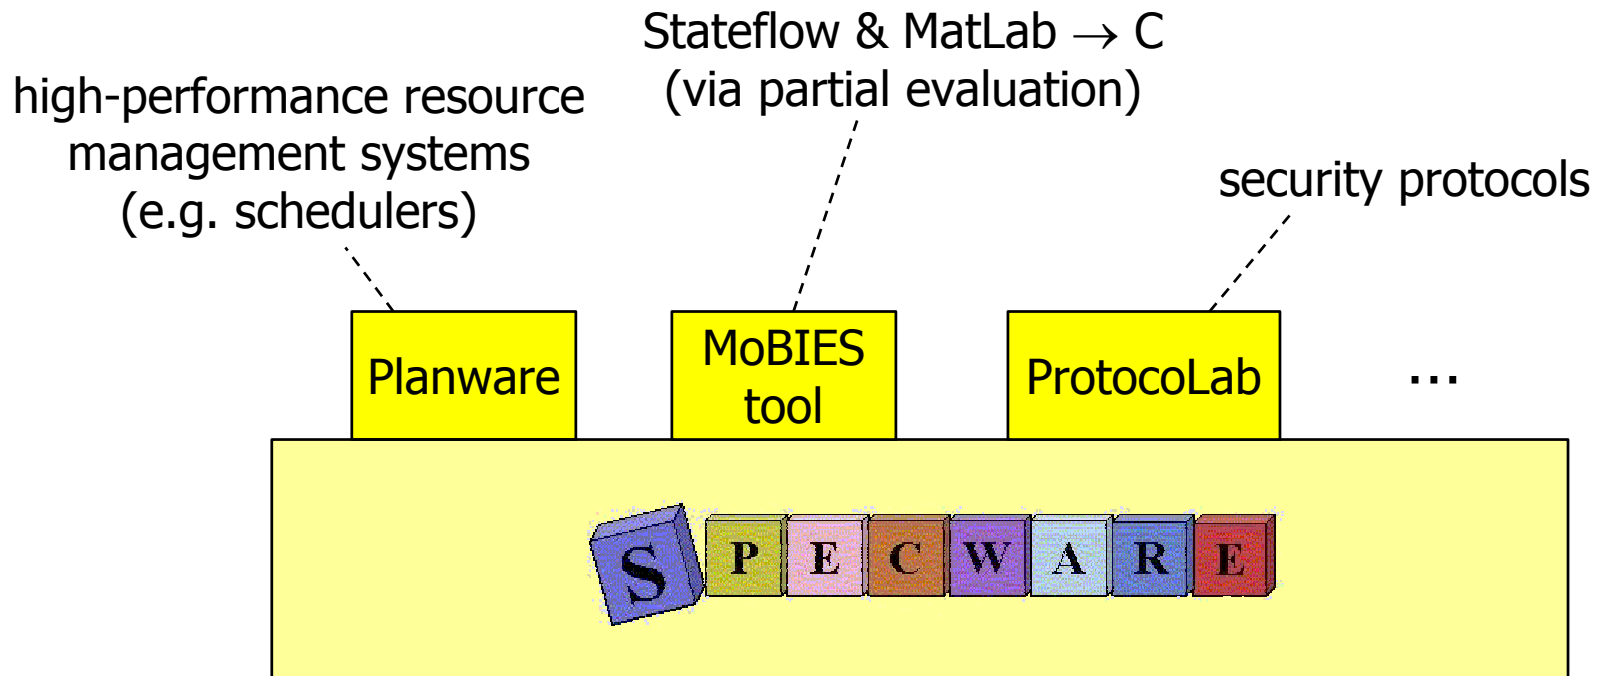 Stateflow & MatLab → C
(via partial evaluation)
high-performance resource
management systems
(e.g. schedulers)
security protocols
Planware
MoBIES
tool
ProtocoLab
...
SPECWARE